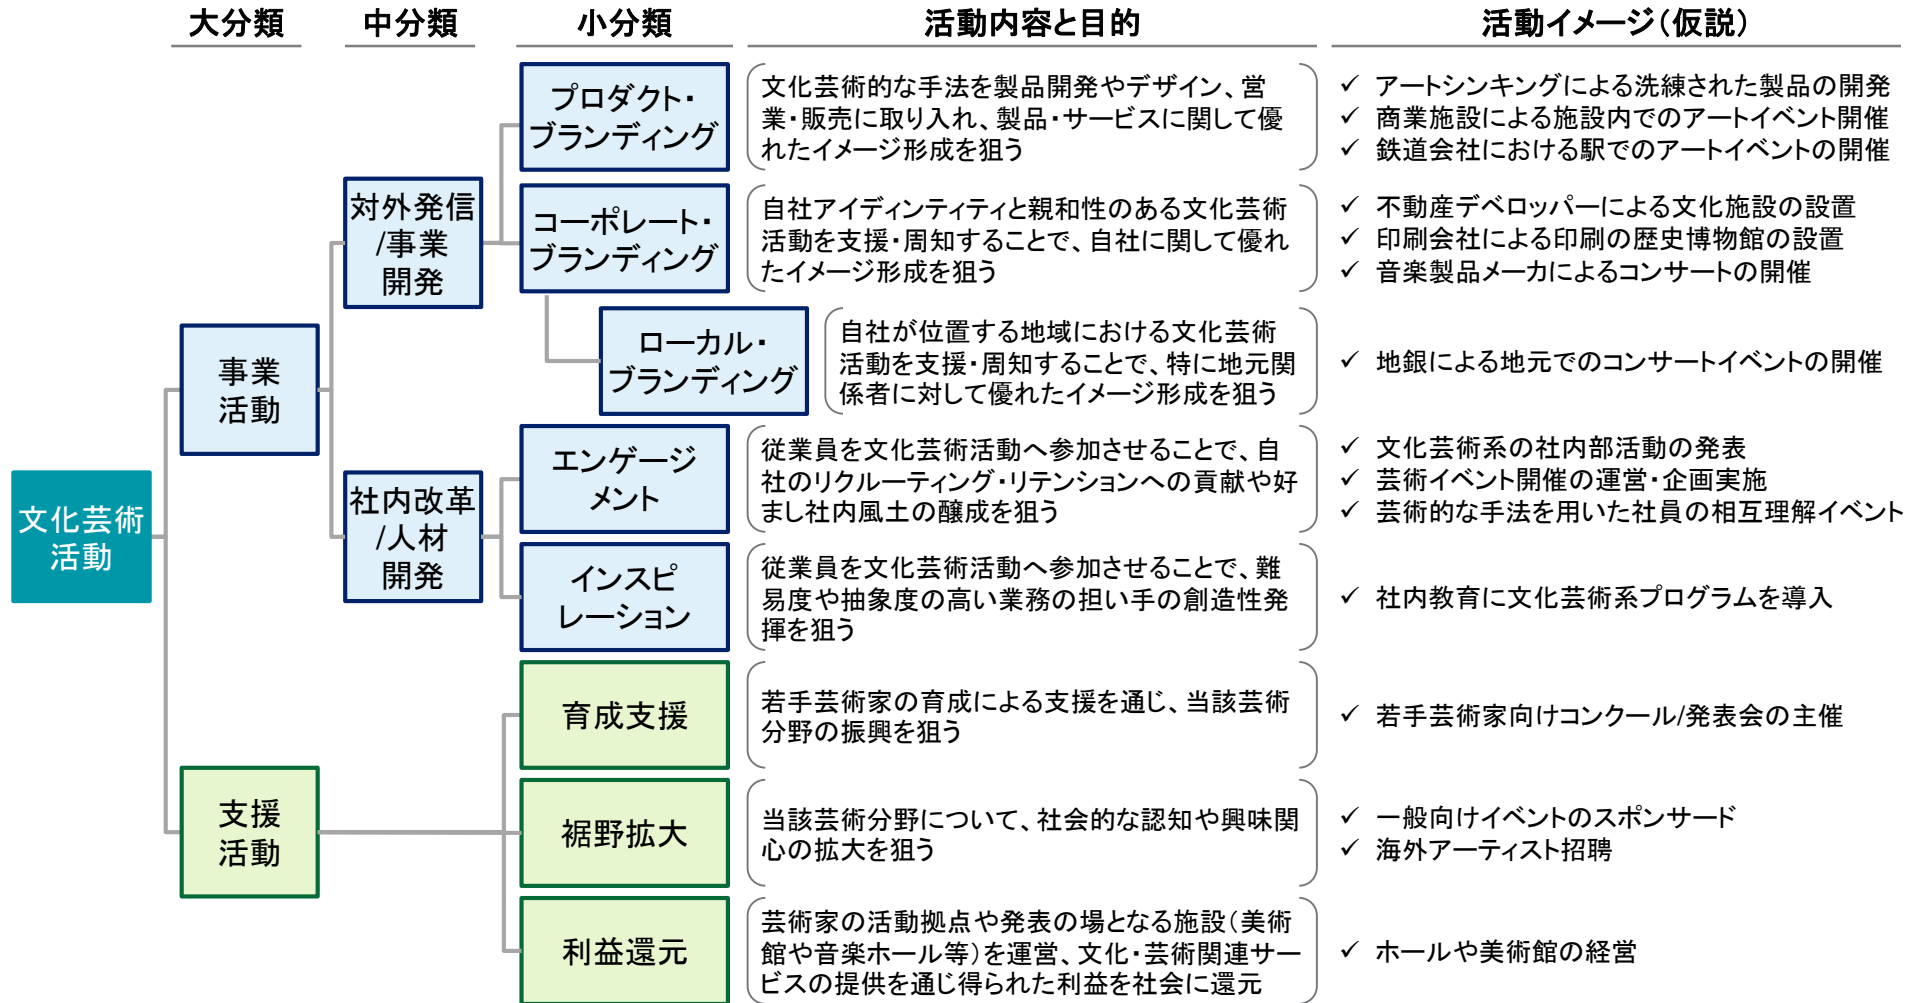 大分類
中分類
小分類
活動内容と目的
活動イメージ（仮説）
文化芸術
活動
事業
活動
対外発信
/事業
開発
プロダクト・
ブランディング
文化芸術的な手法を製品開発やデザイン、営
業・販売に取り入れ、製品・サービスに関して優
れたイメージ形成を狙う
✓ アートシンキングによる洗練された製品の開発
✓ 商業施設による施設内でのアートイベント開催
✓ 鉄道会社における駅でのアートイベントの開催
コーポレート・
ブランディング
自社アイディンティティと親和性のある文化芸術
活動を支援・周知することで、自社に関して優れ
たイメージ形成を狙う
✓ 不動産デベロッパーによる文化施設の設置
✓ 印刷会社による印刷の歴史博物館の設置
✓ 音楽製品メーカによるコンサートの開催
ローカル・
ブランディング
自社が位置する地域における文化芸術
活動を支援・周知することで、特に地元関
係者に対して優れたイメージ形成を狙う
✓ 地銀による地元でのコンサートイベントの開催
社内改革
/人材
開発
エンゲージ
メント
従業員を文化芸術活動へ参加させることで、自
社のリクルーティング・リテンションへの貢献や好
まし社内風土の醸成を狙う
✓ 文化芸術系の社内部活動の発表
✓ 芸術イベント開催の運営・企画実施
✓ 芸術的な手法を用いた社員の相互理解イベント
インスピ
レーション
従業員を文化芸術活動へ参加させることで、難
易度や抽象度の高い業務の担い手の創造性発
揮を狙う
✓ 社内教育に文化芸術系プログラムを導入
支援
活動
育成支援
若手芸術家の育成による支援を通じ、当該芸術
分野の振興を狙う
✓ 若手芸術家向けコンクール/発表会の主催
裾野拡大
当該芸術分野について、社会的な認知や興味関
心の拡大を狙う
✓ 一般向けイベントのスポンサード
✓ 海外アーティスト招聘
利益還元
芸術家の活動拠点や発表の場となる施設（美術
館や音楽ホール等）を運営、文化・芸術関連サー
ビスの提供を通じ得られた利益を社会に還元
✓ ホールや美術館の経営